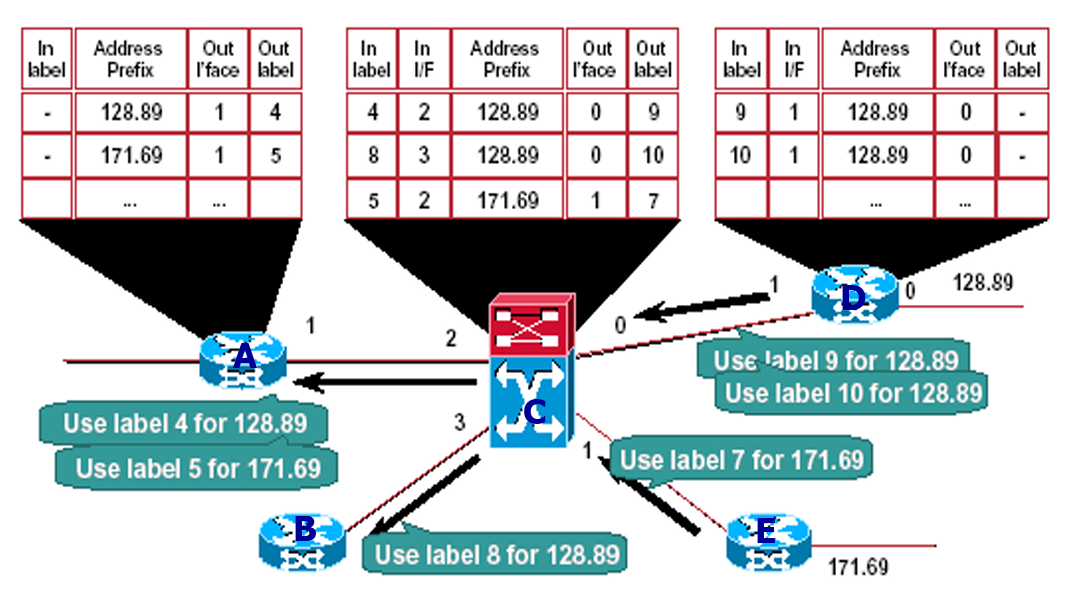 In label Address Prefix Out I'face Out label
- 128.89 1 4
- 171.69 1 5
... ...
In label In I/F Address Prefix Out I'face Out label
4 2 128.89 0 9
8 3 128.89 0 10
5 2 171.69 1 7
In label In I/F Address Prefix Out I'face Out label
9 1 128.89 0 -
10 1 128.89 0 -
... ...
1
D
0
128.89
1
2
0
A
Use label 9 for 128.89
Use label 10 for 128.89
C
Use label 4 for 128.89
3
1
Use label 5 for 171.69
Use label 7 for 171.69
B
E
Use label 8 for 128.89
171.69